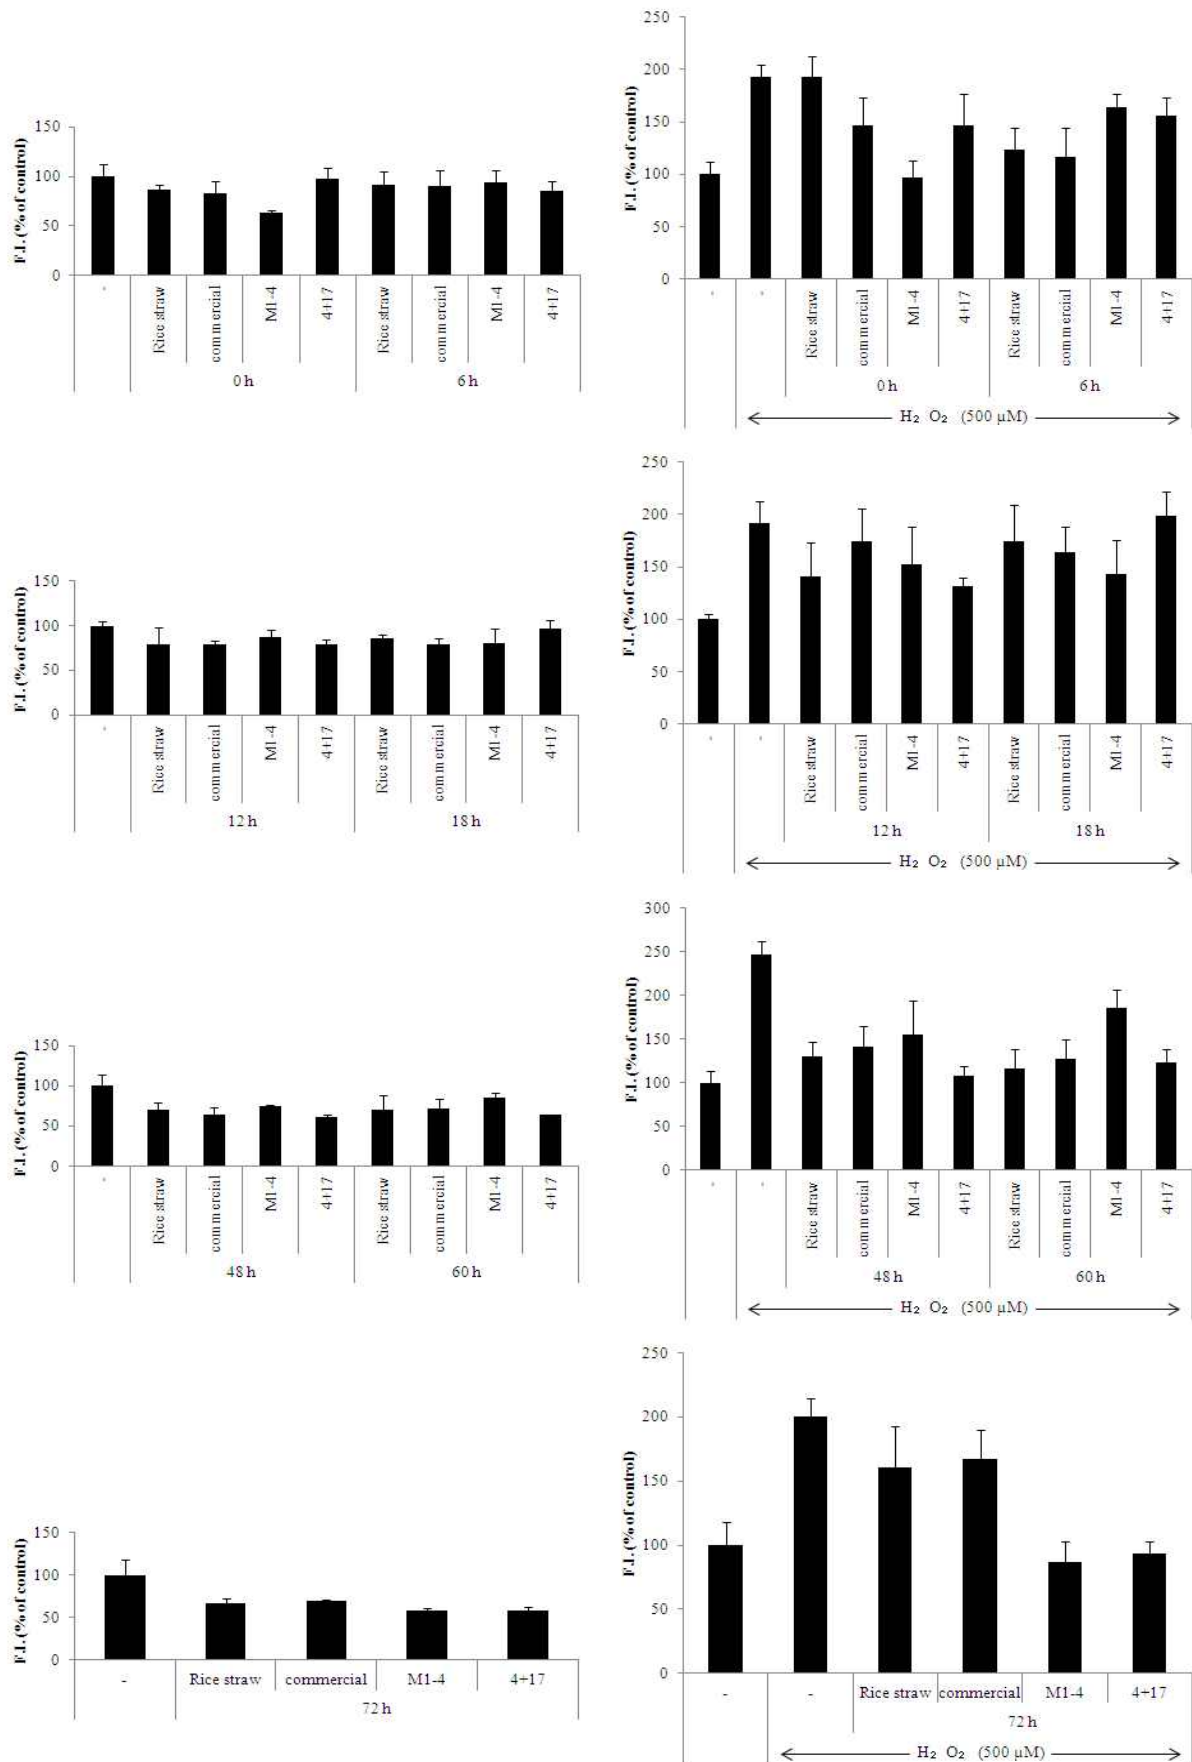 F.I. (% of control)
150
100
50
0
-
Rice straw
commercial
M1-4
4+17
Rice straw
commercial
M1-4
4+17
0 h
6 h
F.I. (% of control)
250
200
150
100
50
0
-
-
Rice straw
commercial
M1-4
4+17
Rice straw
commercial
M1-4
4+17
0 h
6 h
H₂ O₂ (500 µM)
F.I. (% of control)
150
100
50
0
-
Rice straw
commercial
M1-4
4+17
Rice straw
commercial
M1-4
4+17
12 h
18 h
F.I. (% of control)
250
200
150
100
50
0
-
-
Rice straw
commercial
M1-4
4+17
Rice straw
commercial
M1-4
4+17
12 h
18 h
H₂ O₂ (500 µM)
F.I. (% of control)
150
100
50
0
-
Rice straw
commercial
M1-4
4+17
Rice straw
commercial
M1-4
4+17
48 h
60 h
F.I. (% of control)
300
250
200
150
100
50
0
-
-
Rice straw
commercial
M1-4
4+17
Rice straw
commercial
M1-4
4+17
48 h
60 h
H₂ O₂ (500 µM)
F.I. (% of control)
150
100
50
0
-
Rice straw
commercial
M1-4
4+17
72 h
F.I. (% of control)
250
200
150
100
50
0
-
-
Rice straw
commercial
M1-4
4+17
72 h
H₂ O₂ (500 µM)